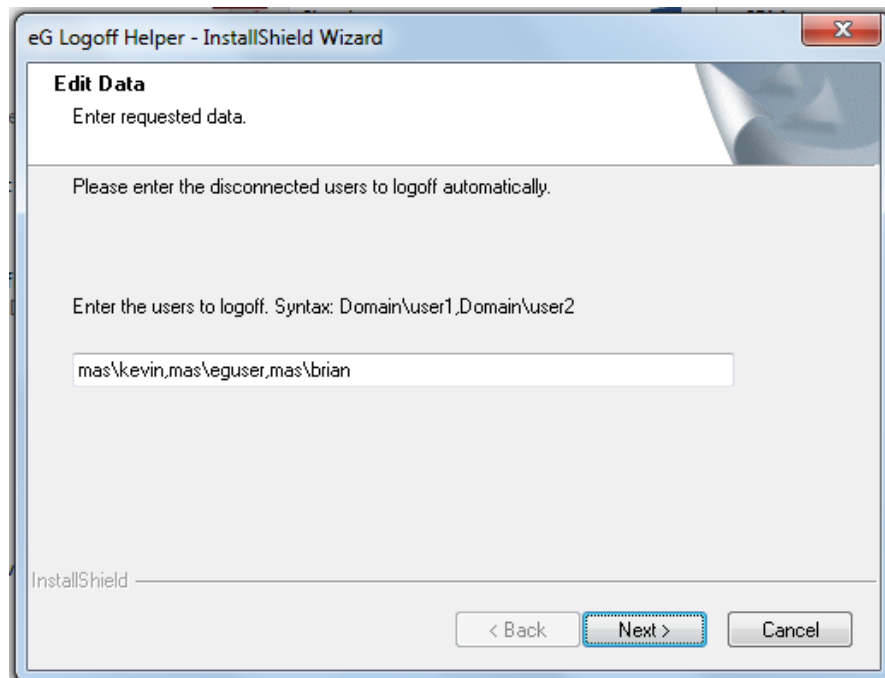 eG Logoff Helper - InstallShield Wizard
Edit Data
Enter requested data.
Please enter the disconnected users to logoff automatically.
Enter the users to logoff. Syntax: Domain\user1,Domain\user2
mas\kevin,mas\eguser,mas\brian
InstallShield
< Back
Next >
Cancel